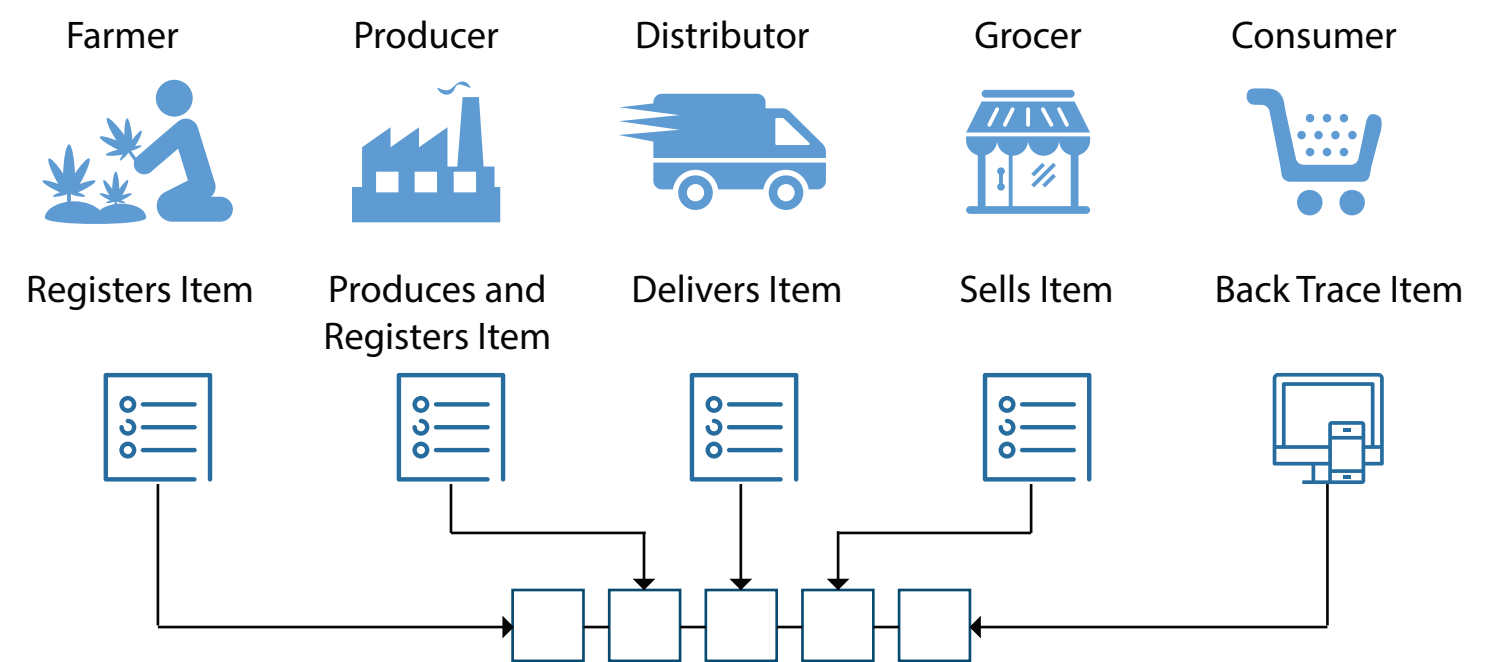 Farmer
Producer
Distributor
Grocer
Consumer
Registers Item
Produces and
Registers Item
Delivers Item
Sells Item
Back Trace Item